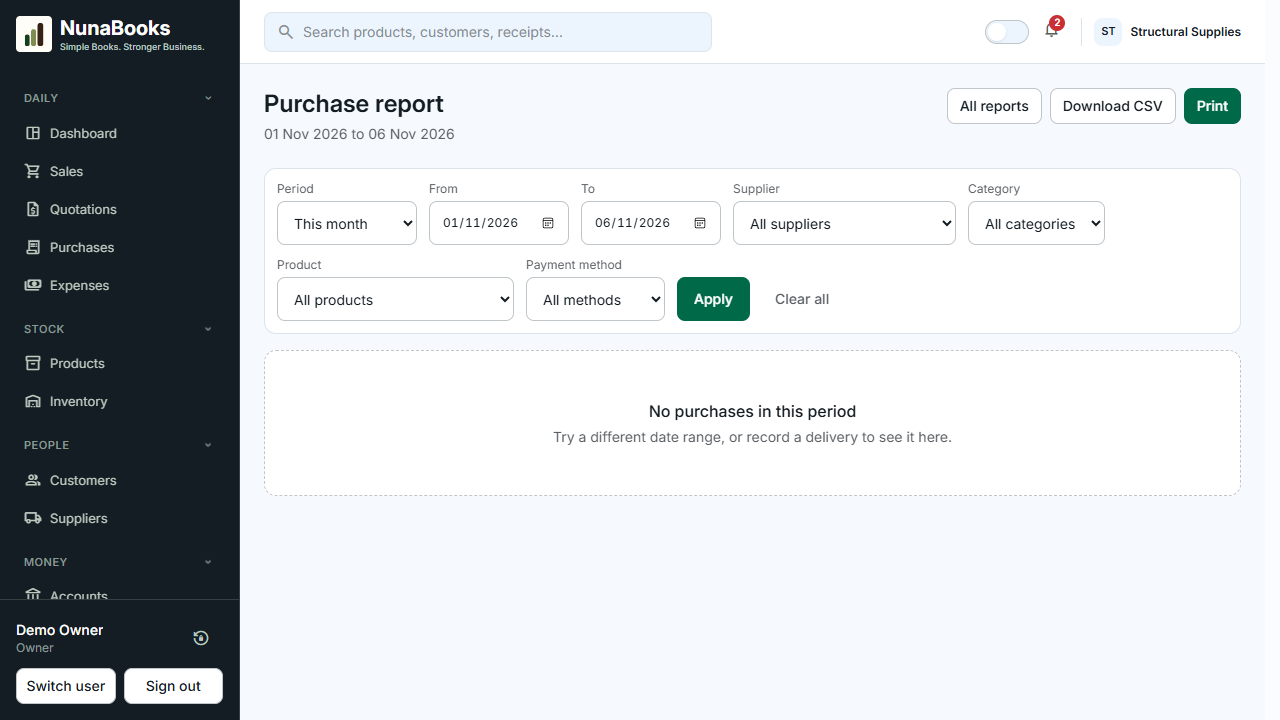 NunaBooks
Simple Books. Stronger Business.
DAILY
Dashboard
Sales
Quotations
Purchases
Expenses
STOCK
Products
Inventory
PEOPLE
Customers
Suppliers
MONEY
Accounts
Demo Owner
Owner
Switch user
Sign out
Search products, customers, receipts...
2
ST
Structural Supplies
Purchase report
01 Nov 2026 to 06 Nov 2026
All reports
Download CSV
Print
Period
From
To
Supplier
Category
This month
01/11/2026
06/11/2026
All suppliers
All categories
Product
Payment method
All products
All methods
Apply
Clear all
No purchases in this period
Try a different date range, or record a delivery to see it here.